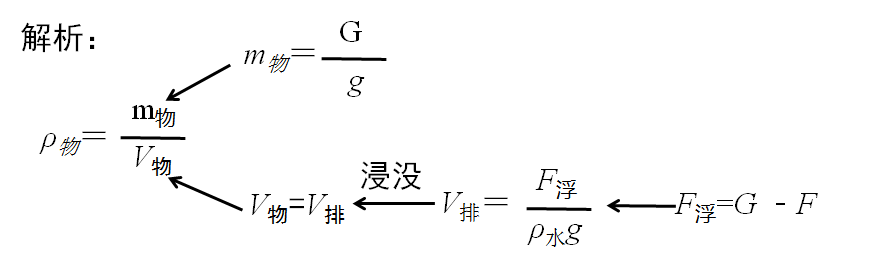 解析：
m物=G/g
ρ物=m物/V物
浸没
V物=V排
V排=F浮/ρ水g
F浮=G - F